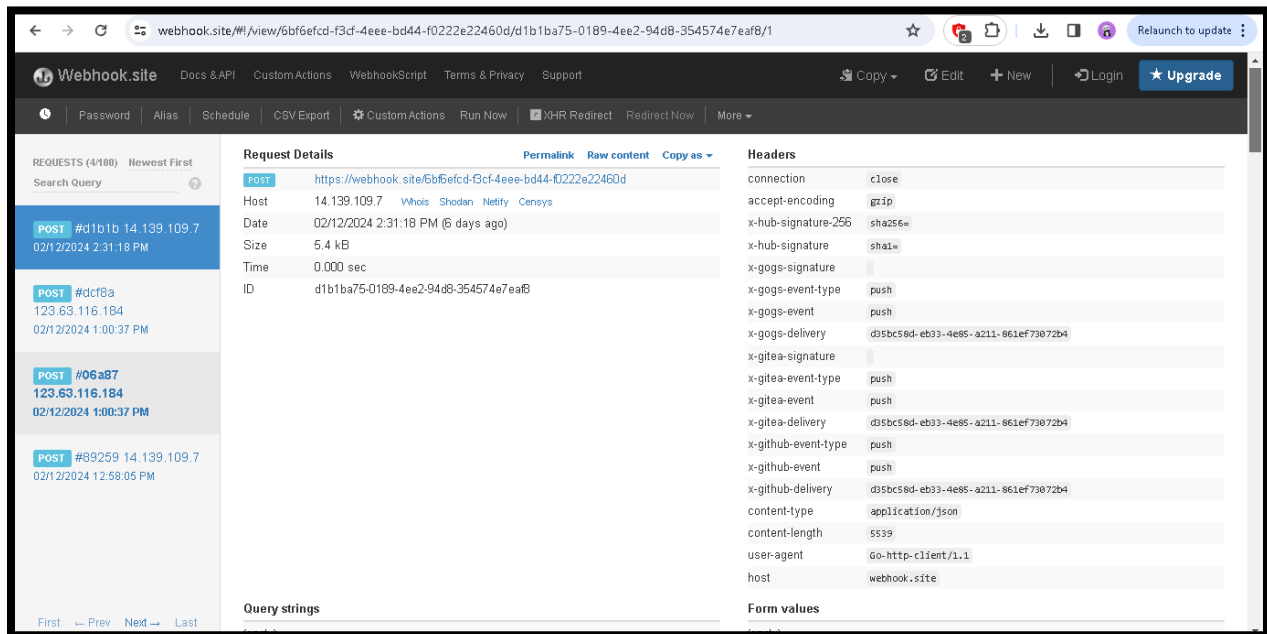 webhook.site/#!/view/6bf6efcd-f3cf-4eee-bd44-f0222e22460d/d1b1ba75-0189-4ee2-94d8-354574e7eaf8/1
2
Relaunch to update
Webhook.site Docs & API Custom Actions WebhookScript Terms & Privacy Support Copy Edit + New Login Upgrade
Password Alias Schedule CSV Export Custom Actions Run Now XHR Redirect Redirect Now More
REQUESTS (4/100) Newest First
Search Query
POST #d1b1b 14.139.109.7
02/12/2024 2:31:18 PM
POST #dcf8a
123.63.116.184
02/12/2024 1:00:37 PM
POST #06a87
123.63.116.184
02/12/2024 1:00:37 PM
POST #89259 14.139.109.7
02/12/2024 12:58:05 PM
First ← Prev Next → Last
Request Details Permalink Raw content Copy as
POST https://webhook.site/6bf6efcd-f3cf-4eee-bd44-f0222e22460d
Host 14.139.109.7 Whois Shodan Netify Censys
Date 02/12/2024 2:31:18 PM (6 days ago)
Size 5.4 kB
Time 0.000 sec
ID d1b1ba75-0189-4ee2-94d8-354574e7eaf8
Query strings
Headers
connection close
accept-encoding gzip
x-hub-signature-256 sha256=
x-hub-signature sha1=
x-gogs-signature
x-gogs-event-type push
x-gogs-event push
x-gogs-delivery d35bc58d-eb33-4e85-a211-861ef73072b4
x-gitea-signature
x-gitea-event-type push
x-gitea-event push
x-gitea-delivery d35bc58d-eb33-4e85-a211-861ef73072b4
x-github-event-type push
x-github-event push
x-github-delivery d35bc58d-eb33-4e85-a211-861ef73072b4
content-type application/json
content-length 5539
user-agent Go-http-client/1.1
host webhook.site
Form values